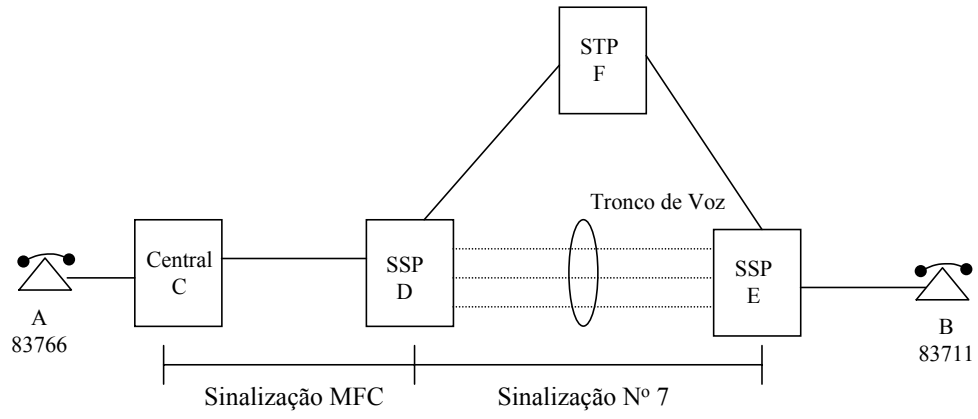 STP
F
Tronco de Voz
Central
C
SSP
D
SSP
E
A
83766
B
83711
Sinalização MFC
Sinalização Nº 7